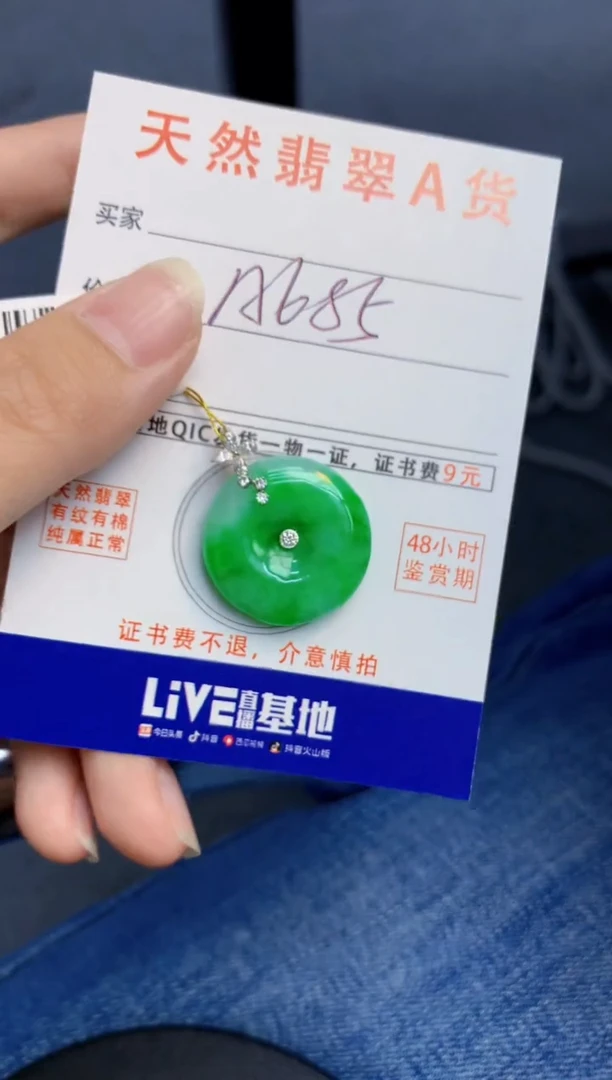 天然翡翠A货
买家
A685
地QIC发货一物一证，证书费9元
天然翡翠
有纹有棉
纯属正常
48小时
鉴赏期
证书费不退，介意慎拍
LiVE直播基地
今日头条 抖音 西瓜视频 抖音火山版